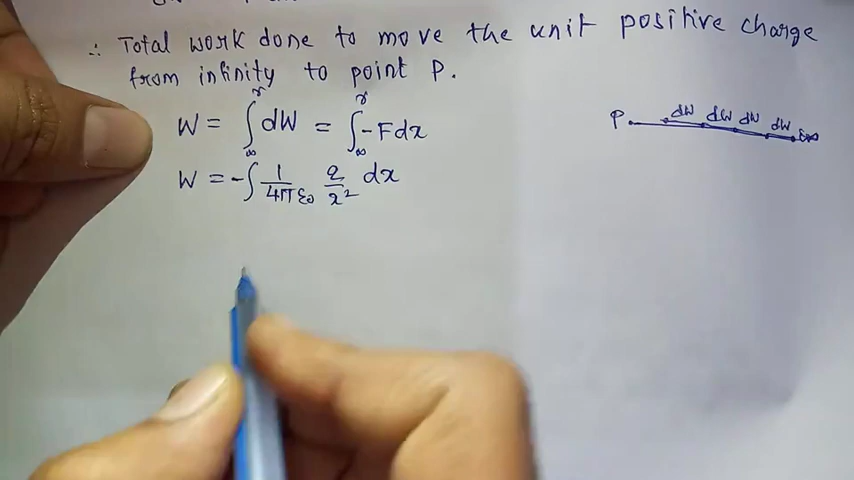 ∴ Total work done to move the unit positive charge
from infinity to point P.
W = ∫_∞^r dW = ∫_∞^r -Fdx
P dW dW dW dW ∞
W = -∫ 1/4πε₀ q/x² dx